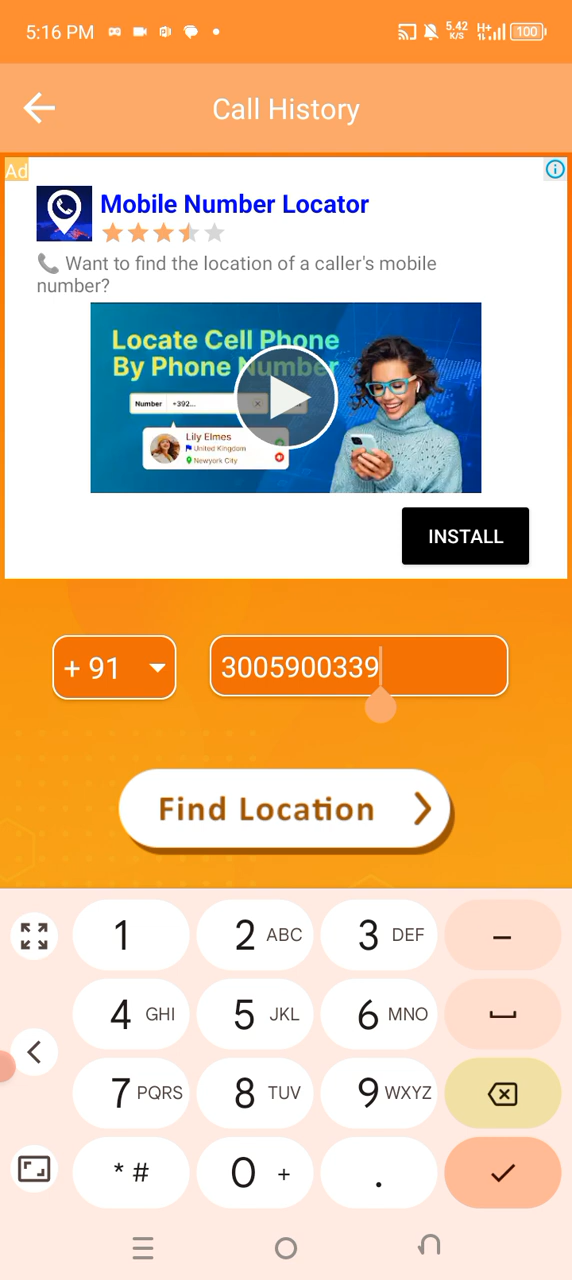 5:16 PM 5.42 K/S H+ 100
Call History
Ad
Mobile Number Locator
📞 Want to find the location of a caller's mobile
number?
Locate Cell Phone
By Phone Number
Number +392...
Lily Elmes
United Kingdom
Newyork City
INSTALL
+ 91 3005900339
Find Location
1 2 ABC 3 DEF –
4 GHI 5 JKL 6 MNO
7 PQRS 8 TUV 9 WXYZ
* # 0 + .